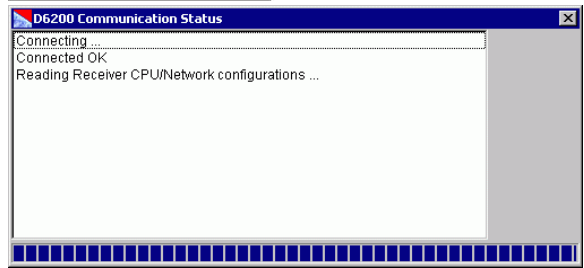 D6200 Communication Status
Connecting ...
Connected OK
Reading Receiver CPU/Network configurations ...